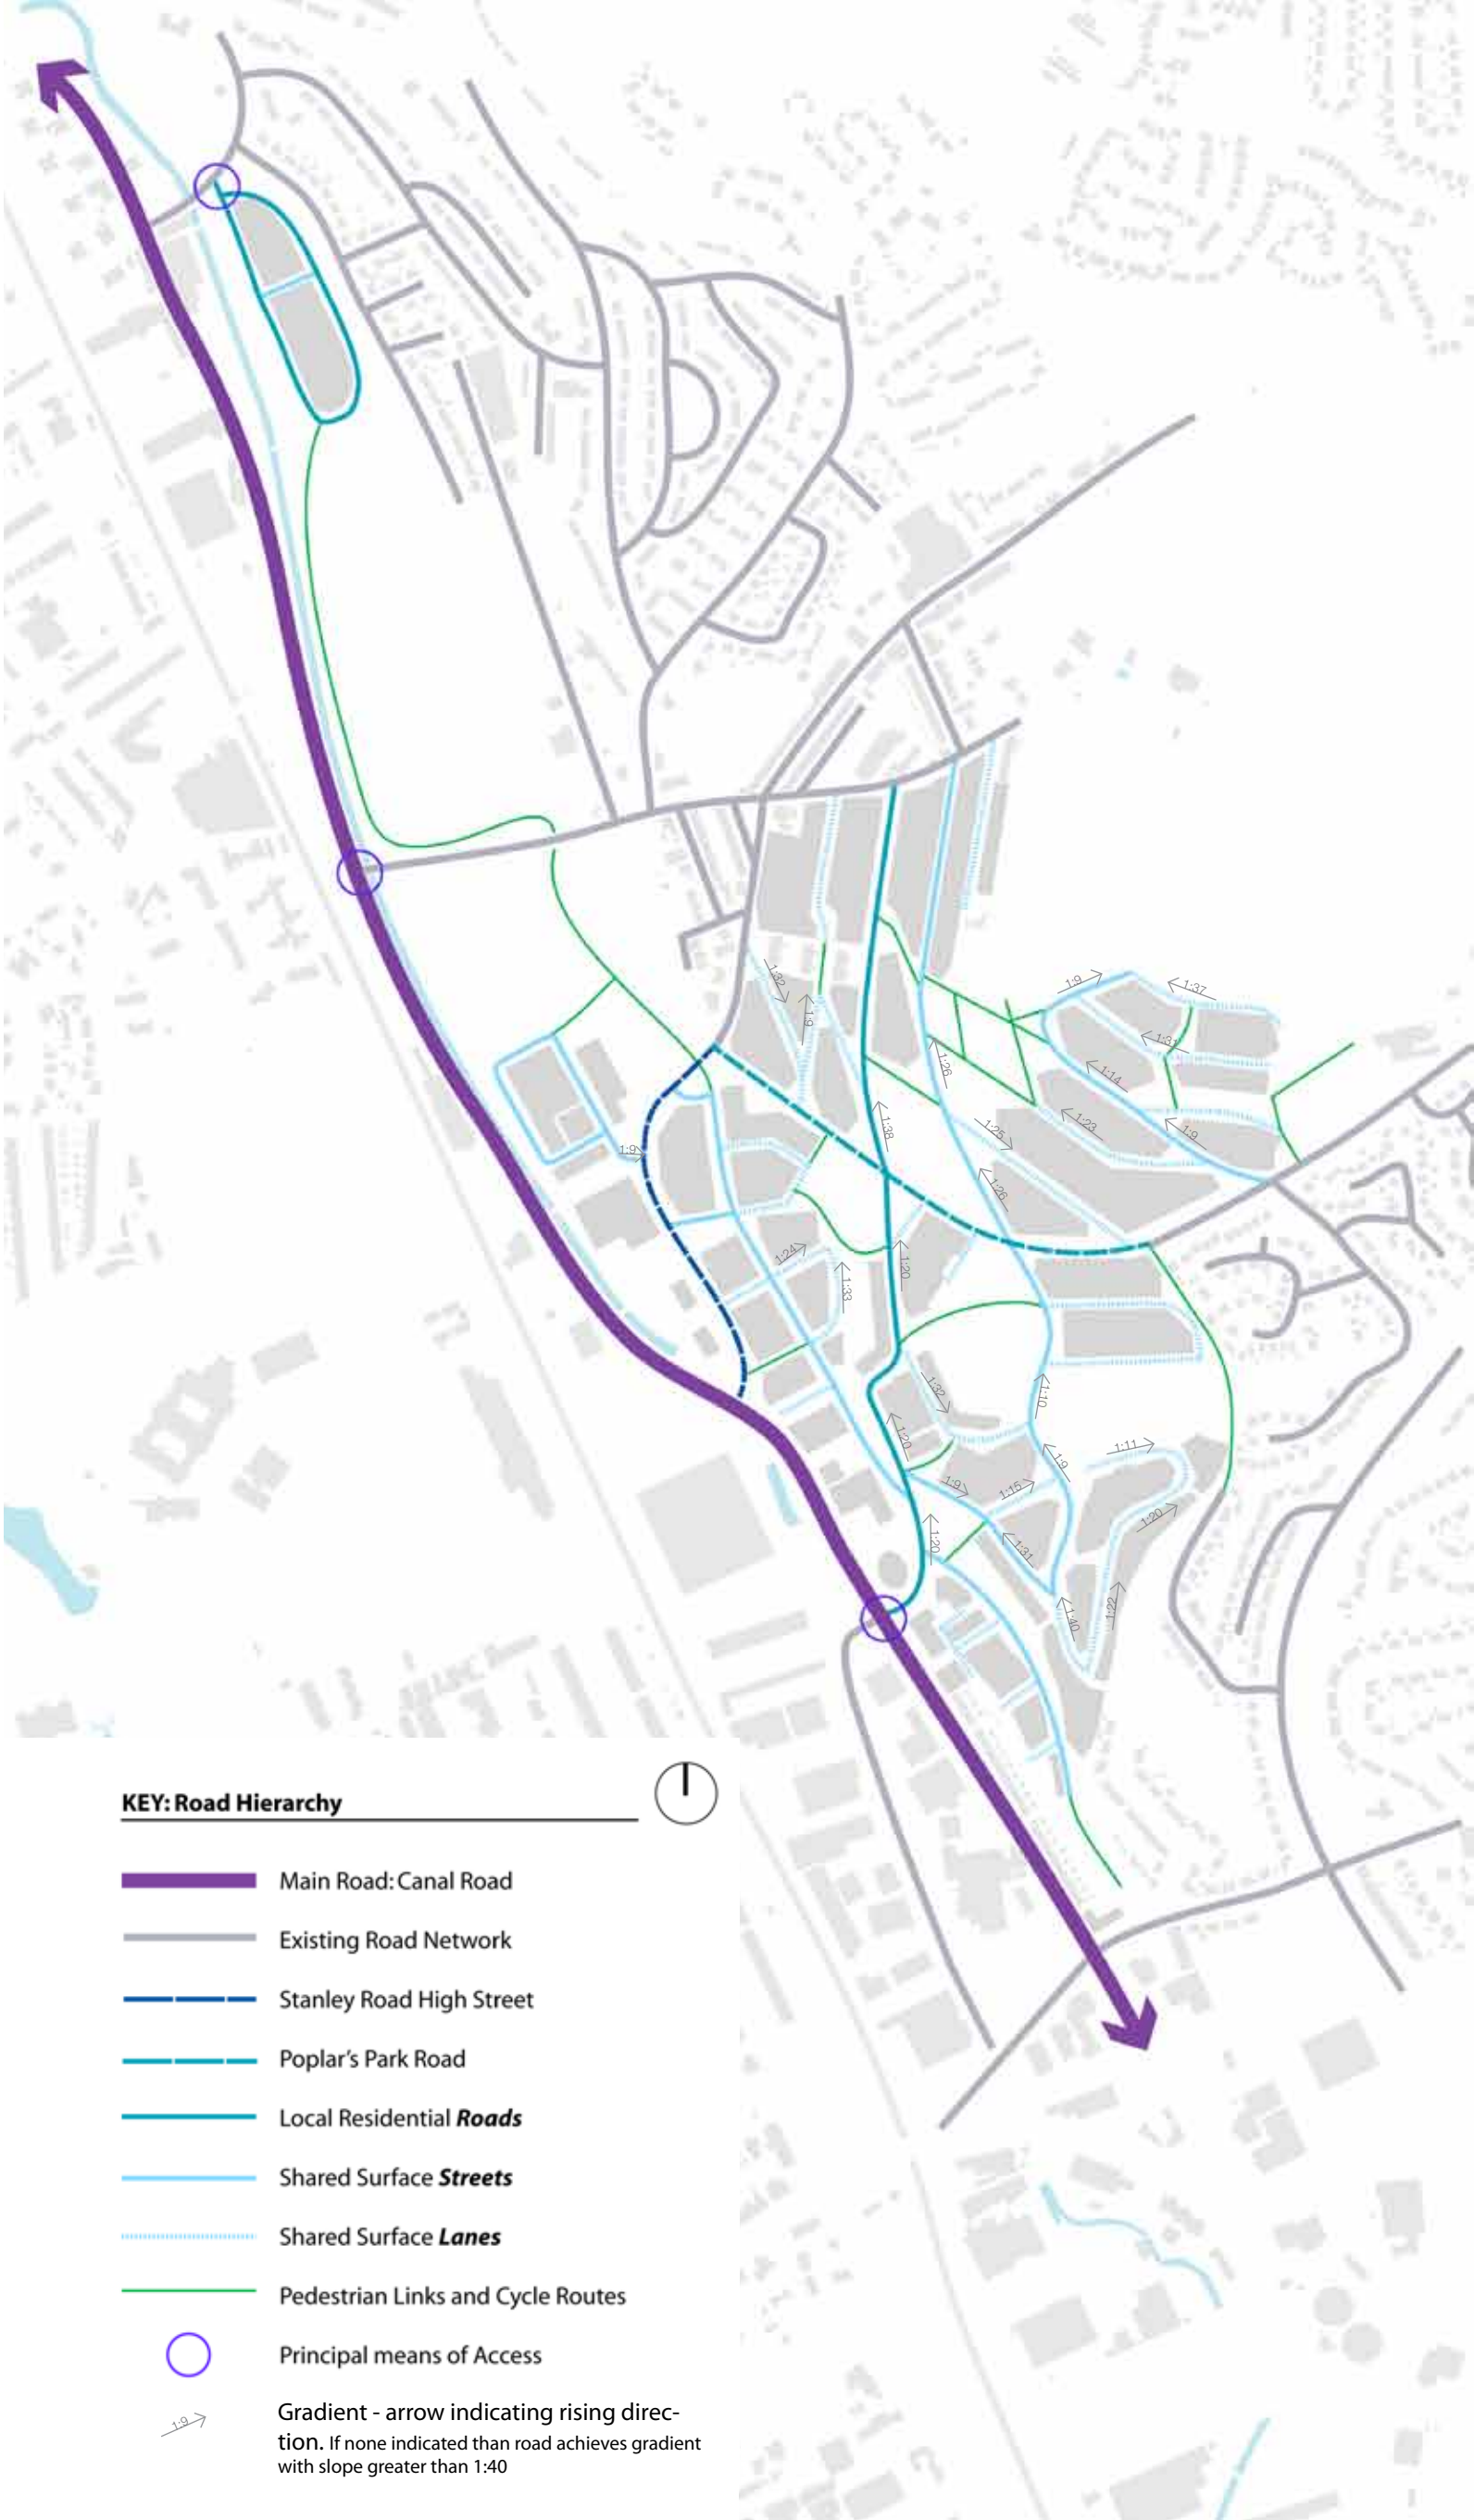 1:9
1:37
1:32
1:9
1:31
1:26
1:14
1:38
1:25
1:23
1:9
1:9
1:26
1:24
1:20
1:33
1:32
1:10
1:20
1:9
1:11
1:9
1:15
1:20
1:20
1:31
1:40
1:22
KEY: Road Hierarchy
Main Road: Canal Road
Existing Road Network
Stanley Road High Street
Poplar's Park Road
Local Residential Roads
Shared Surface Streets
Shared Surface Lanes
Pedestrian Links and Cycle Routes
Principal means of Access
1:9
Gradient - arrow indicating rising direc-
tion. If none indicated than road achieves gradient
with slope greater than 1:40